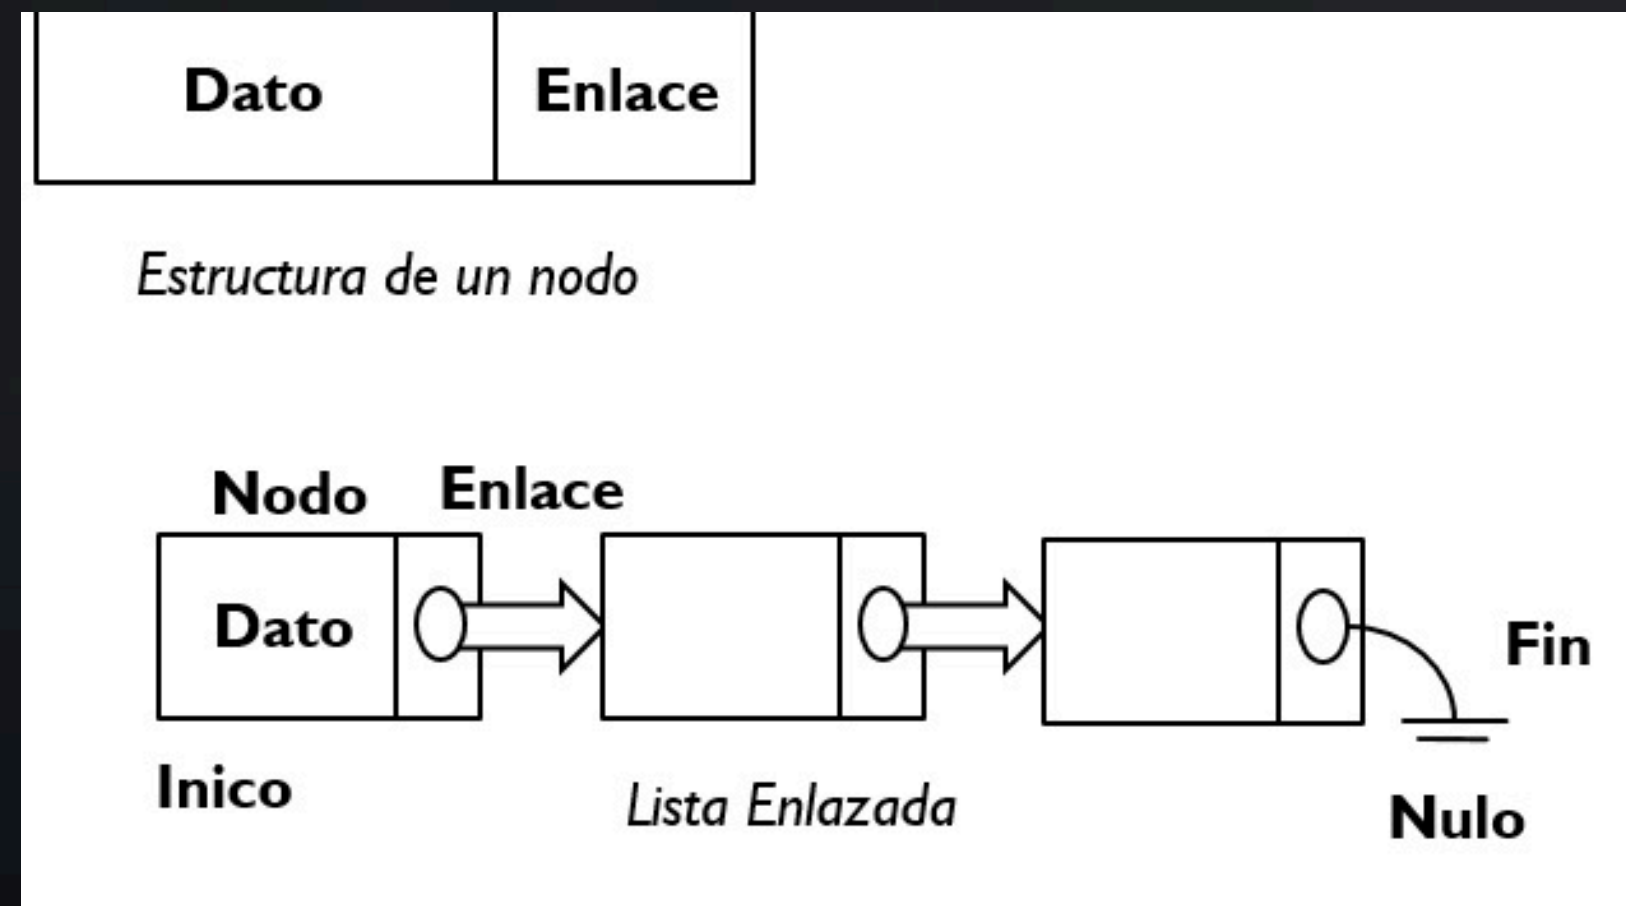 Dato Enlace
Estructura de un nodo
Nodo Enlace
Dato
Fin
Inico
Lista Enlazada
Nulo